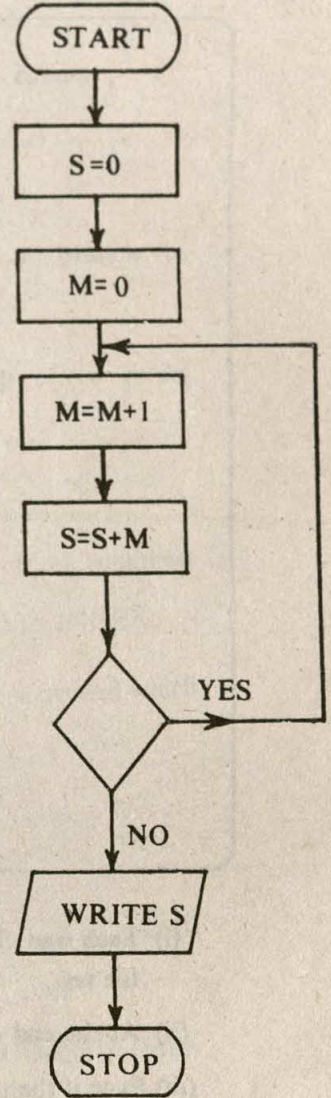 START
S=0
M= 0
M=M+1
S=S+M
YES
NO
WRITE S
STOP